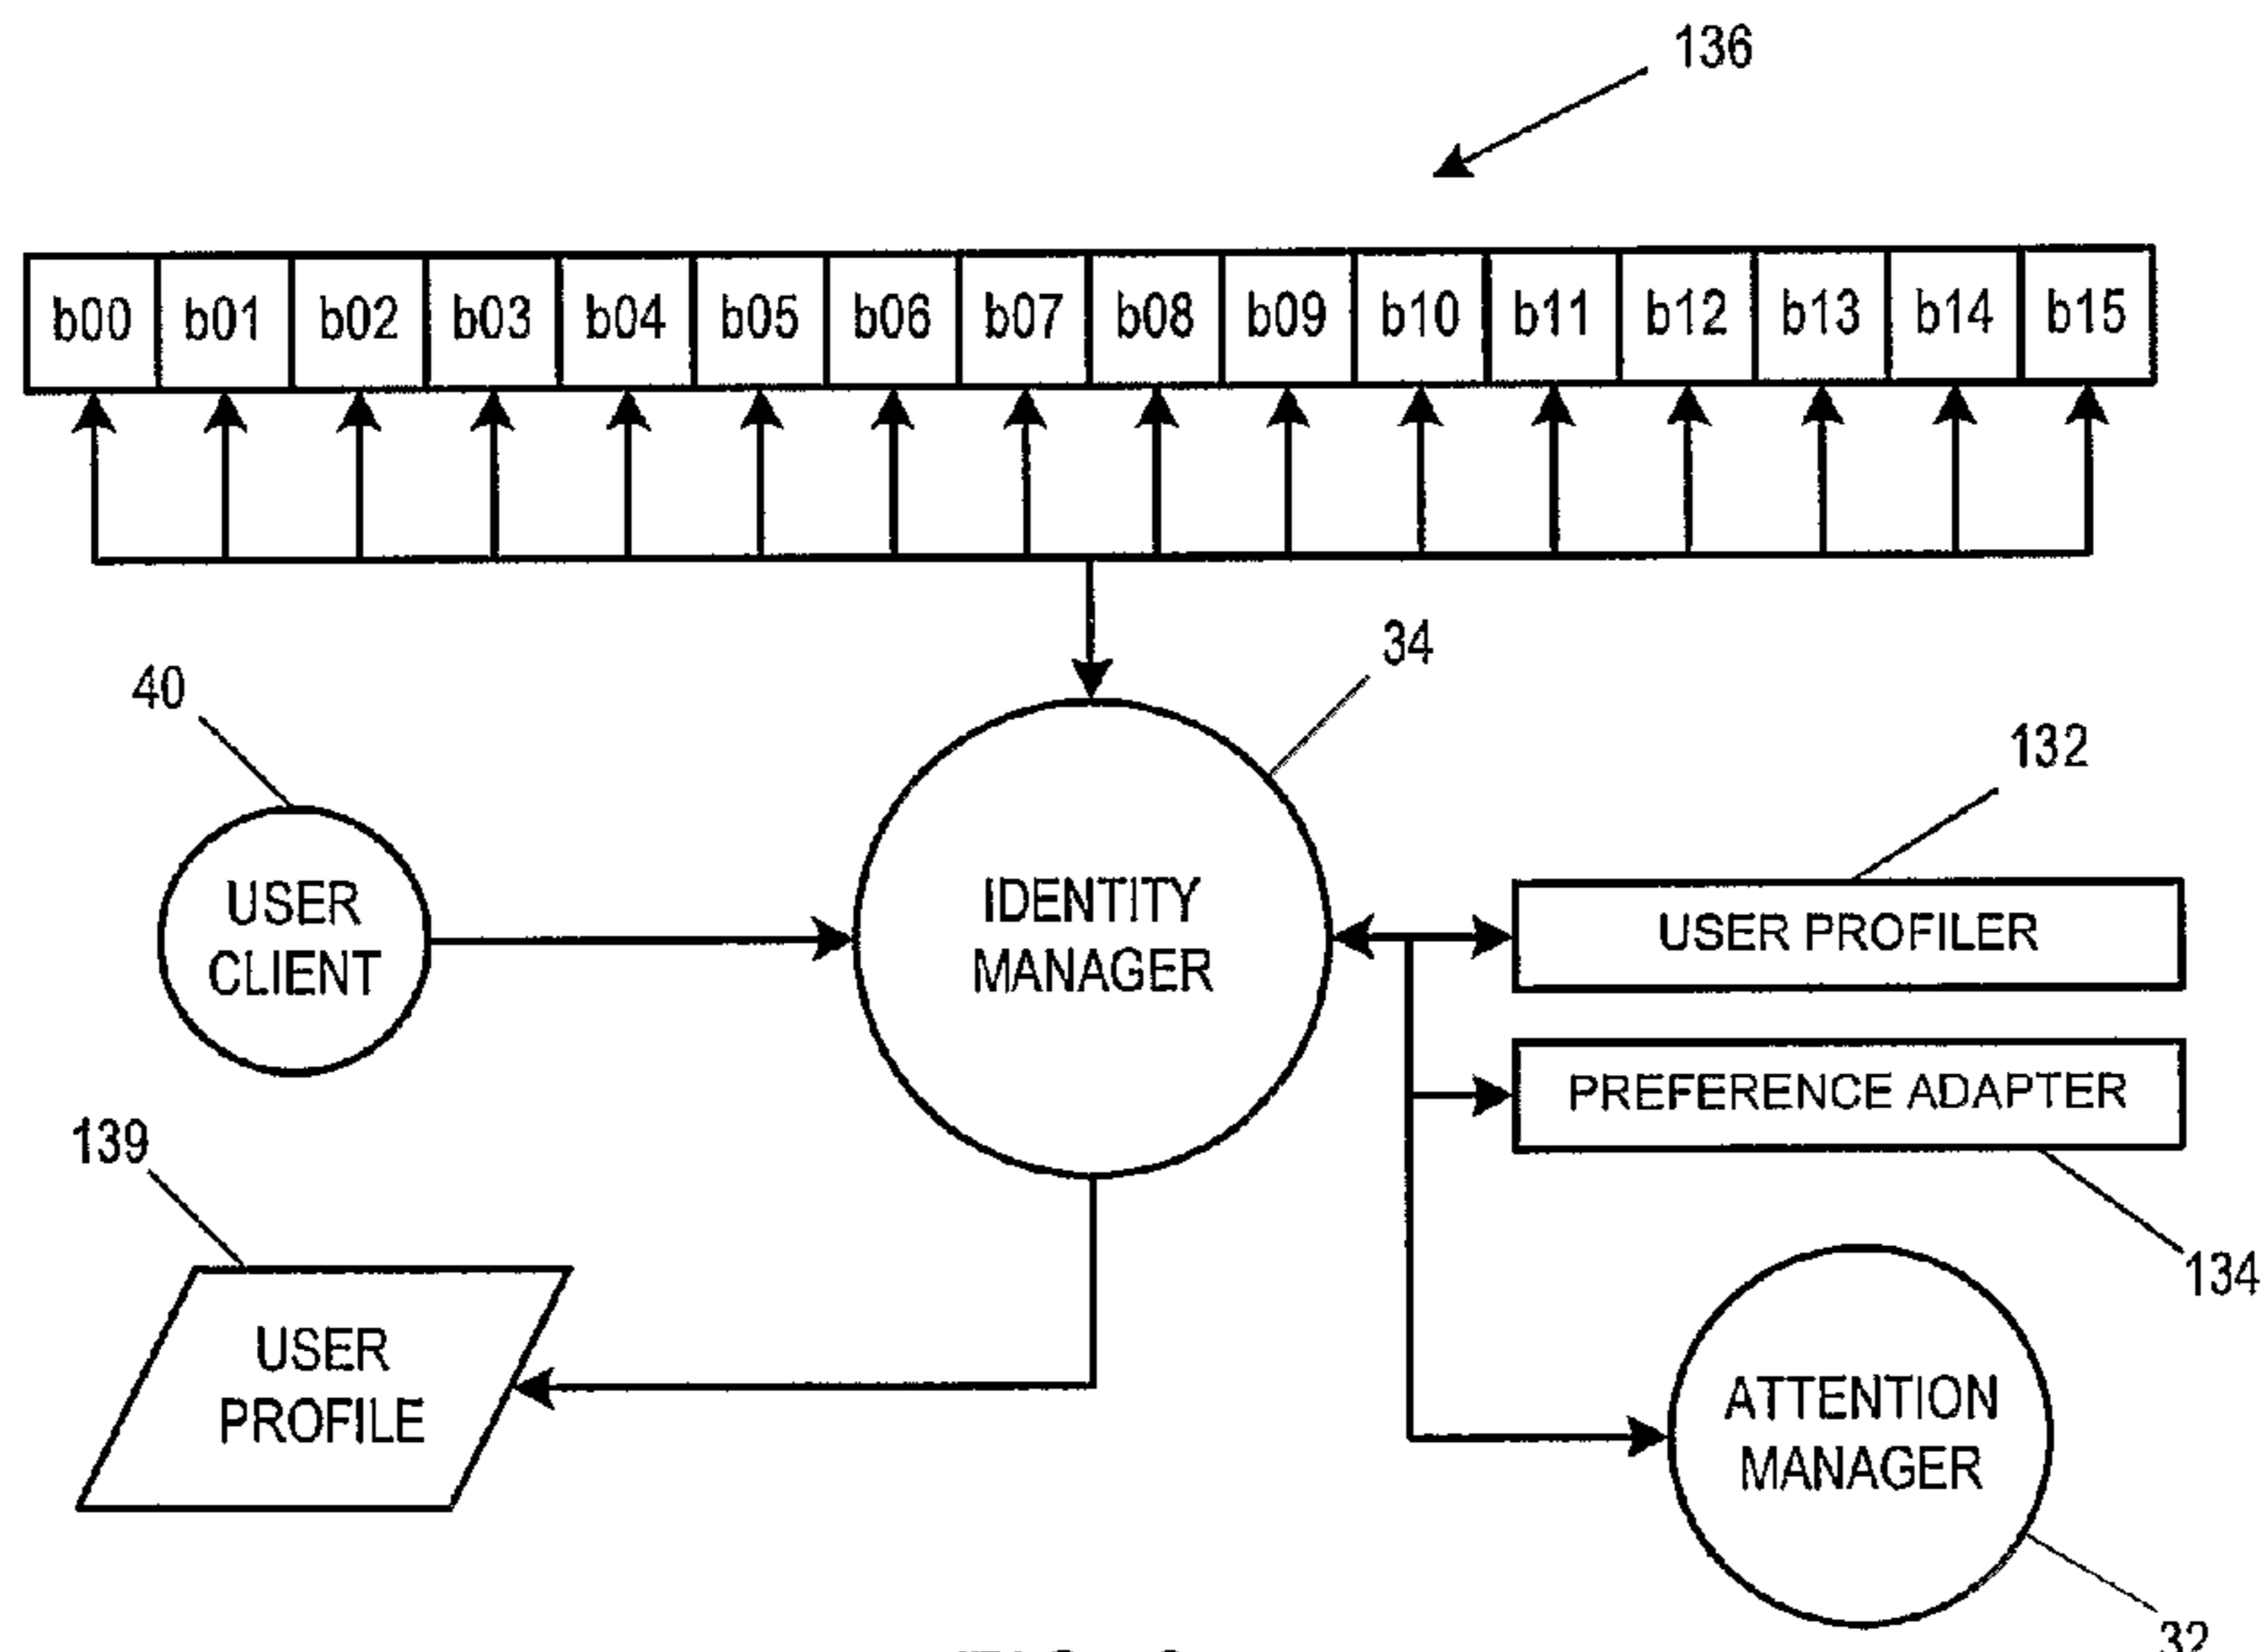 136
b00 b01 b02 b03 b04 b05 b06 b07 b08 b09 b10 b11 b12 b13 b14 b15
34
40
132
USER
CLIENT
IDENTITY
MANAGER
USER PROFILER
PREFERENCE ADAPTER
139
134
USER
PROFILE
ATTENTION
MANAGER
32